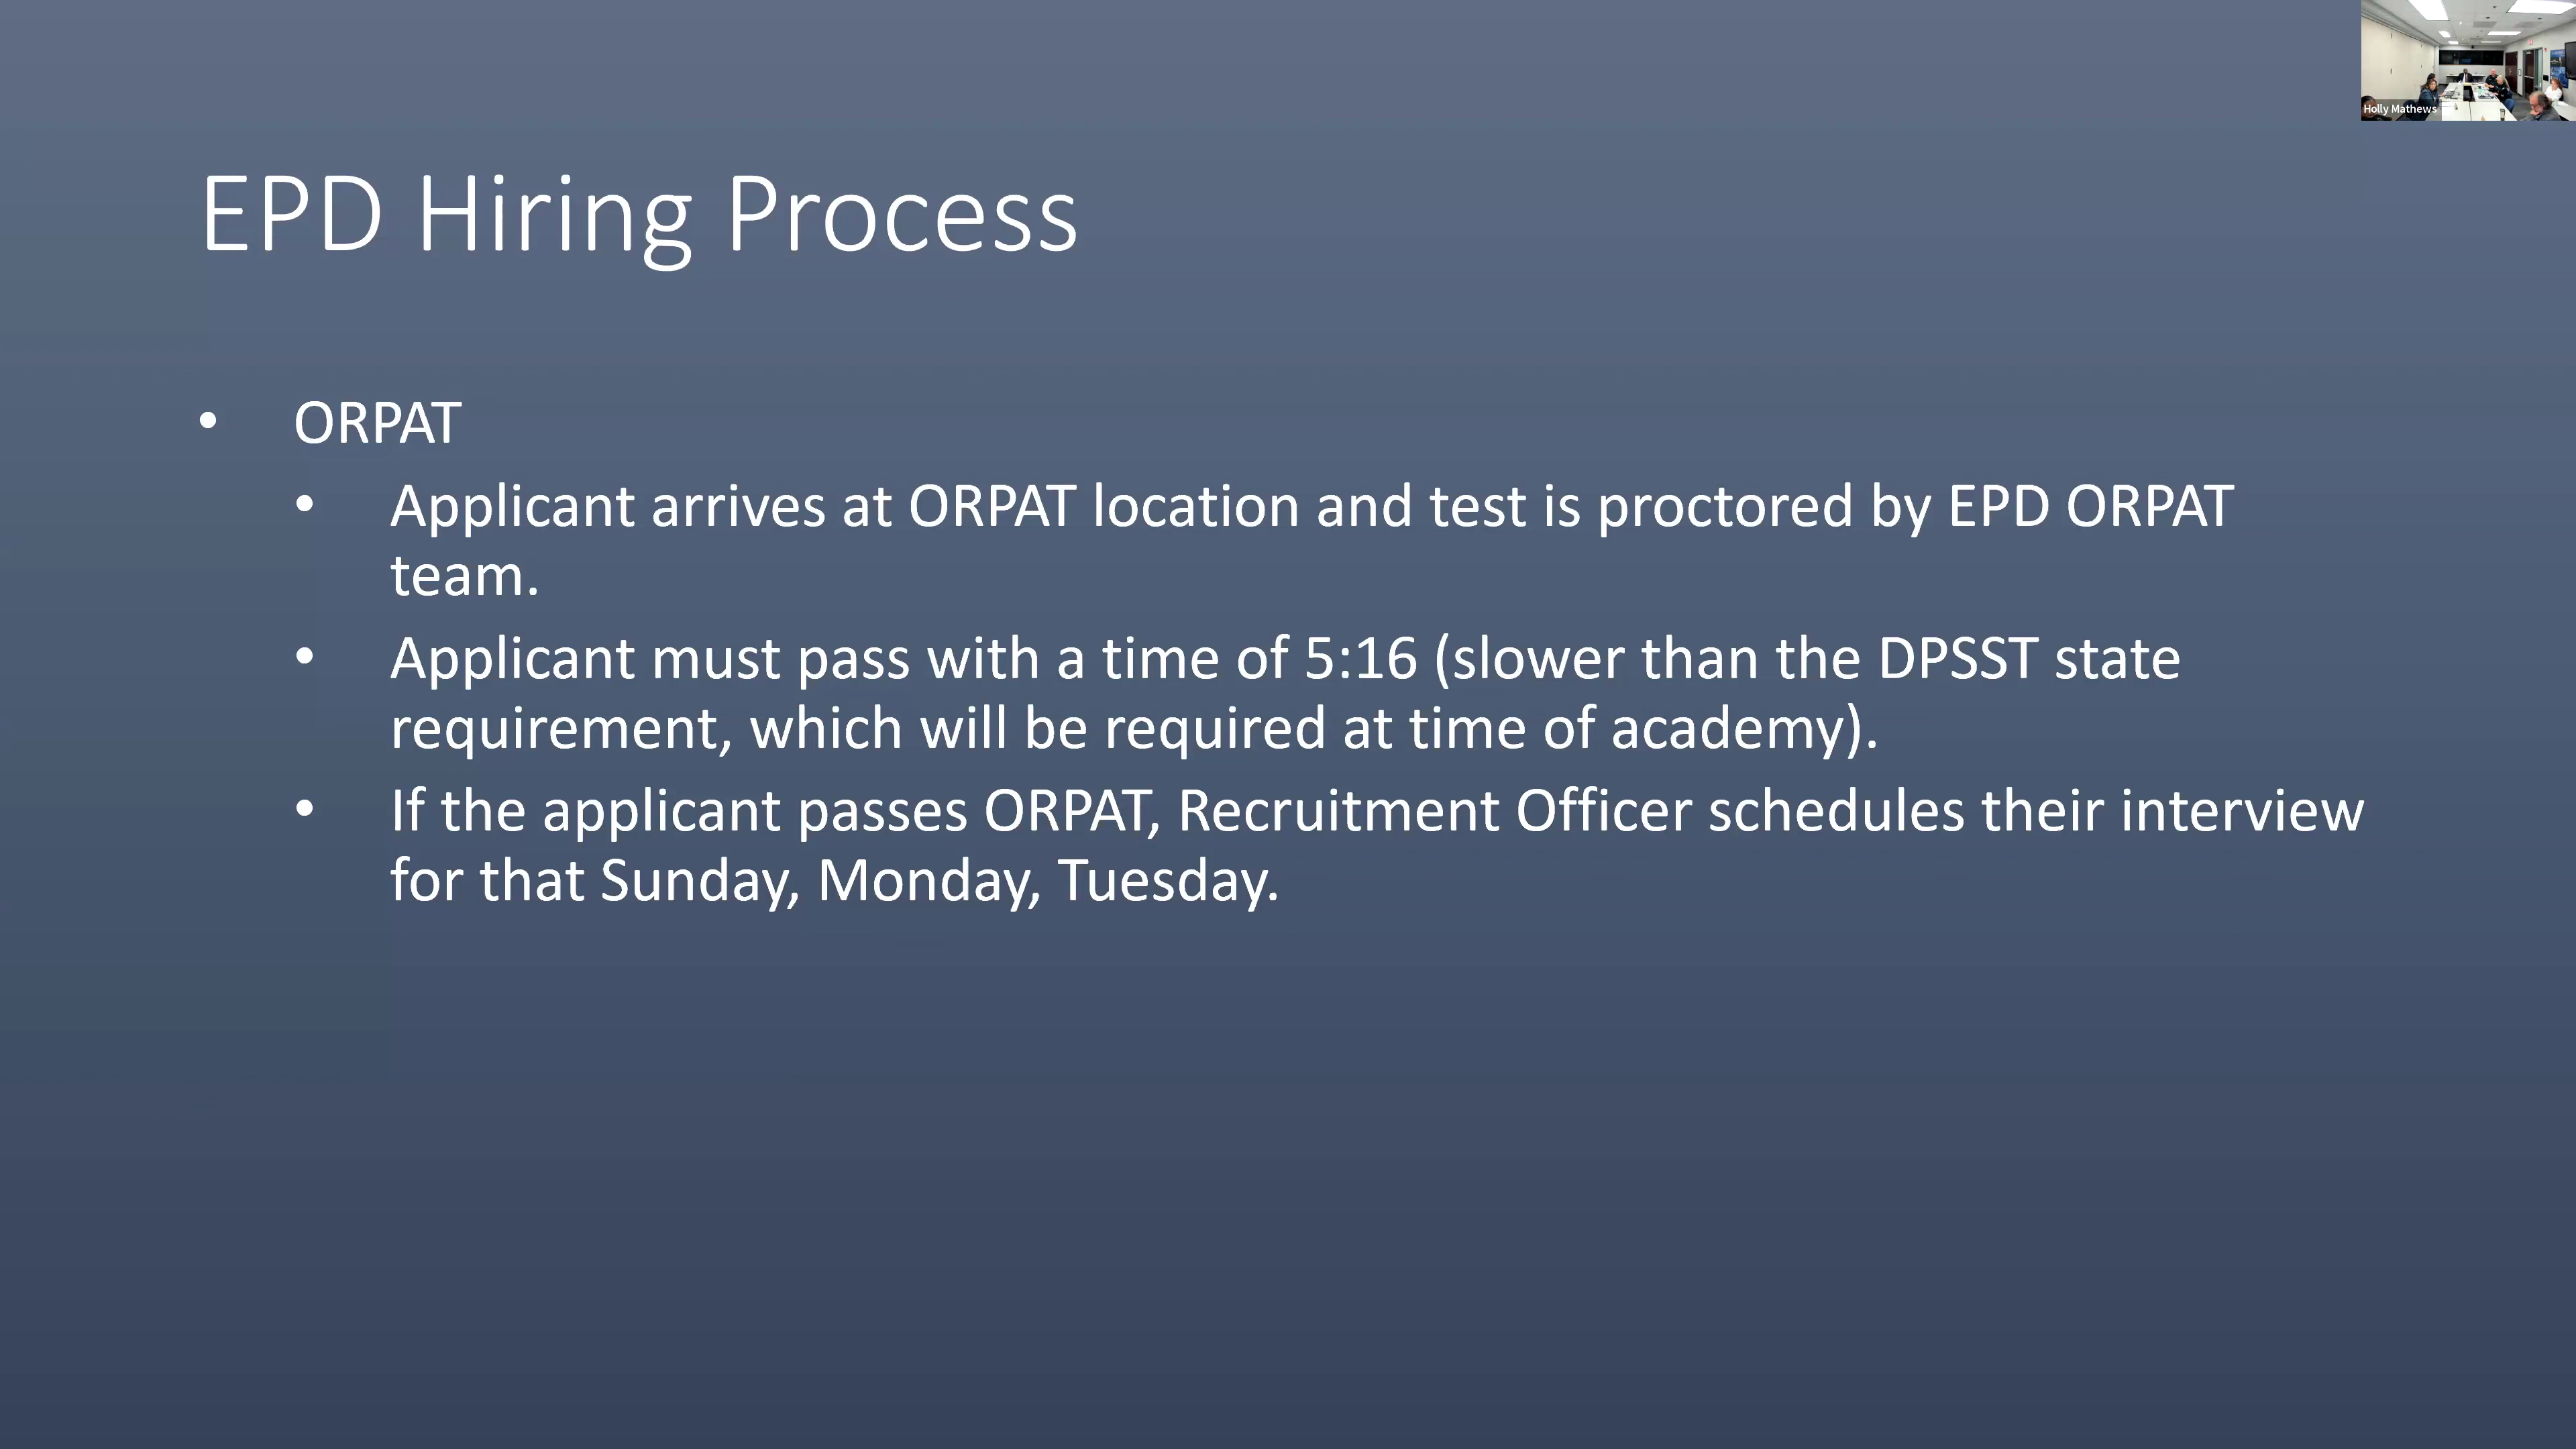 Holly Mathews
EPD Hiring Process
• ORPAT
• Applicant arrives at ORPAT location and test is proctored by EPD ORPAT
team.
• Applicant must pass with a time of 5:16 (slower than the DPSST state
requirement, which will be required at time of academy).
• If the applicant passes ORPAT, Recruitment Officer schedules their interview
for that Sunday, Monday, Tuesday.